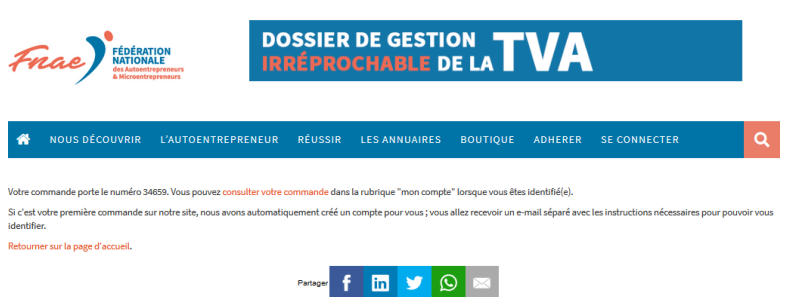 Fnae
FÉDÉRATION
NATIONALE
des Autoentrepreneurs
& Microentrepreneurs
DOSSIER DE GESTION
IRRÉPROCHABLE DE LA TVA
NOUS DÉCOUVRIR L'AUTOENTREPRENEUR RÉUSSIR LES ANNUAIRES BOUTIQUE ADHERER SE CONNECTER
Votre commande porte le numéro 34659. Vous pouvez consulter votre commande dans la rubrique "mon compte" lorsque vous êtes identifié(e).
Si c'est votre première commande sur notre site, nous avons automatiquement créé un compte pour vous ; vous allez recevoir un e-mail séparé avec les instructions nécessaires pour pouvoir vous
identifier.
Retourner sur la page d'accueil.
Partager